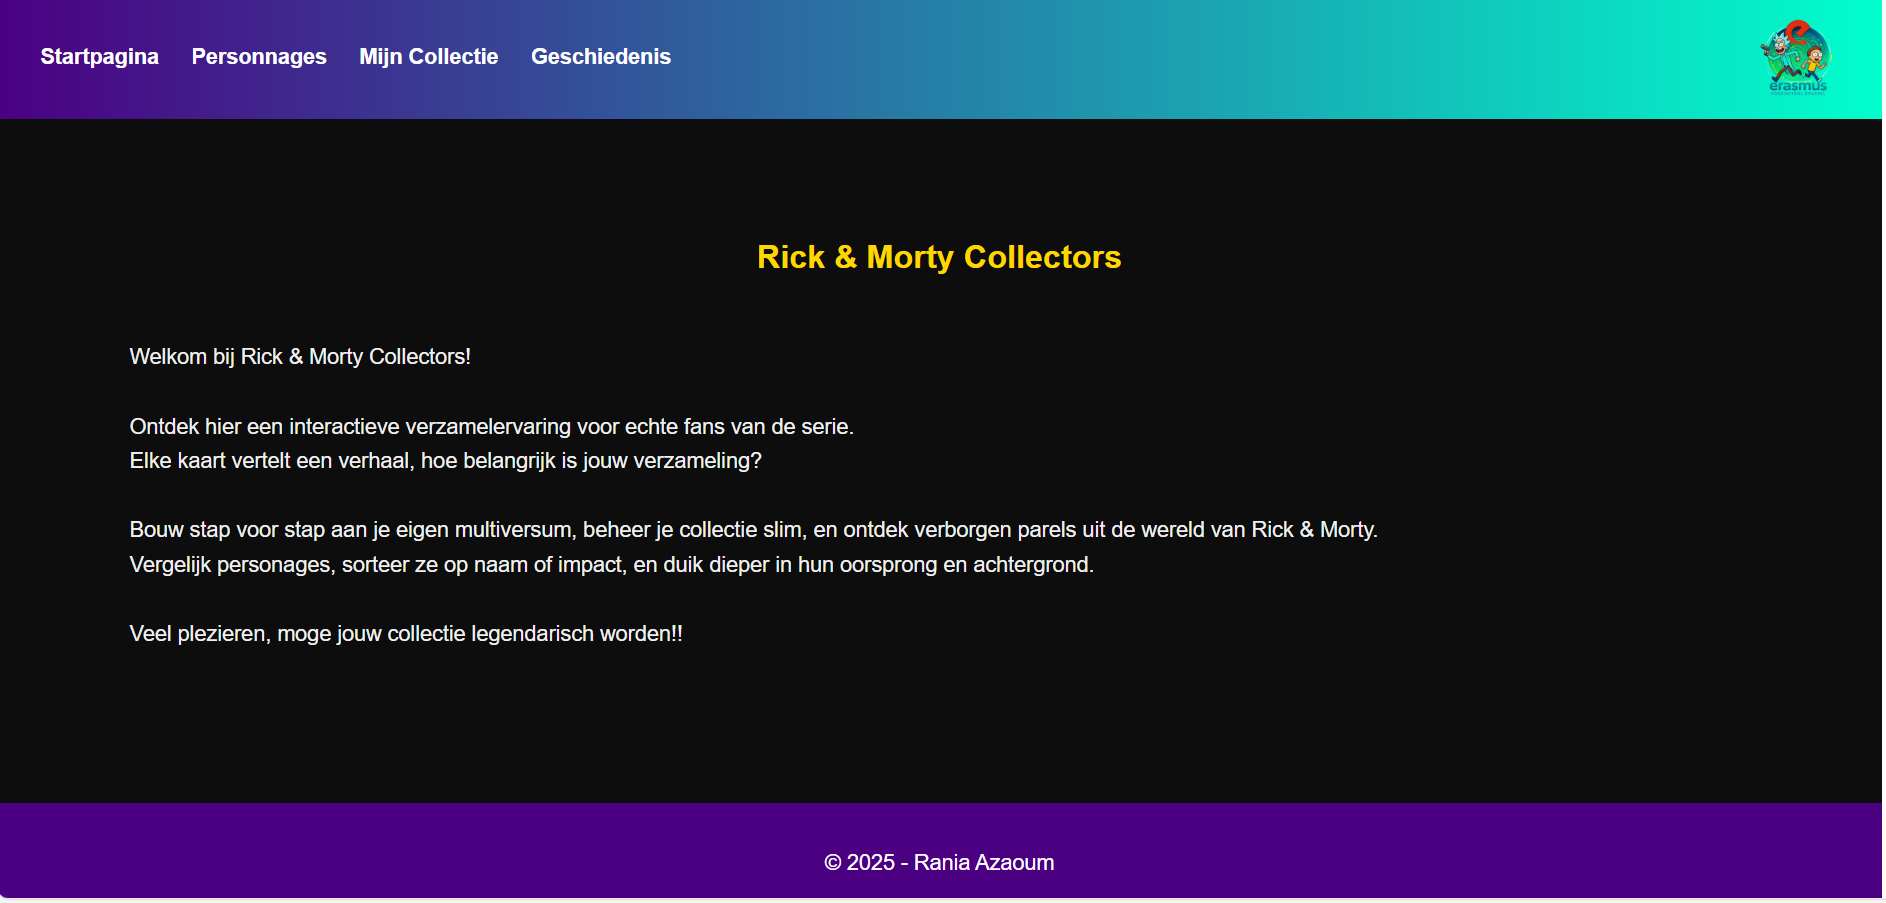 Startpagina Personnages Mijn Collectie Geschiedenis
erasmus
Rick & Morty Collectors
Welkom bij Rick & Morty Collectors!
Ontdek hier een interactieve verzamelervaring voor echte fans van de serie.
Elke kaart vertelt een verhaal, hoe belangrijk is jouw verzameling?
Bouw stap voor stap aan je eigen multiversum, beheer je collectie slim, en ontdek verborgen parels uit de wereld van Rick & Morty.
Vergelijk personages, sorteer ze op naam of impact, en duik dieper in hun oorsprong en achtergrond.
Veel plezieren, moge jouw collectie legendarisch worden!!
© 2025 - Rania Azaoum